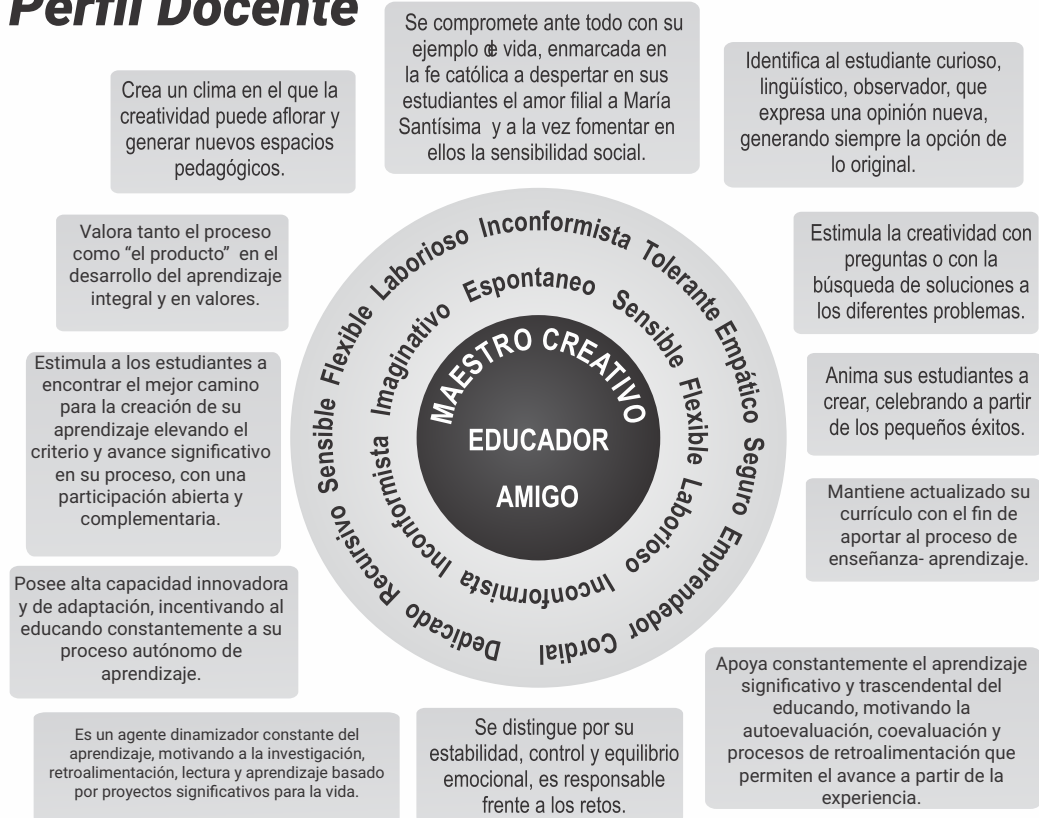 Perfil Docente
Se compromete ante todo con su
ejemplo de vida, enmarcada en
la fe católica a despertar en sus
estudiantes el amor filial a María
Santísima y a la vez fomentar en
ellos la sensibilidad social.
Identifica al estudiante curioso,
lingüístico, observador, que
expresa una opinión nueva,
generando siempre la opción de
lo original.
Crea un clima en el que la
creatividad puede aflorar y
generar nuevos espacios
pedagógicos.
Valora tanto el proceso
como “el producto” en el
desarrollo del aprendizaje
integral y en valores.
Estimula la creatividad con
preguntas o con la
búsqueda de soluciones a
los diferentes problemas.
Estimula a los estudiantes a
encontrar el mejor camino
para la creación de su
aprendizaje elevando el
criterio y avance significativo
en su proceso, con una
participación abierta y
complementaria.
Anima sus estudiantes a
crear, celebrando a partir
de los pequeños éxitos.
Mantiene actualizado su
currículo con el fin de
aportar al proceso de
enseñanza- aprendizaje.
Dedicado Recursivo Sensible Flexible Laborioso Inconformista Tolerante Empático Seguro Emprendedor Cordial
Inconformista Inconformista Imaginativo Espontaneo Sensible Flexible Laborioso
MAESTRO CREATIVO
EDUCADOR
AMIGO
Posee alta capacidad innovadora
y de adaptación, incentivando al
educando constantemente a su
proceso autónomo de
aprendizaje.
Es un agente dinamizador constante del
aprendizaje, motivando a la investigación,
retroalimentación, lectura y aprendizaje basado
por proyectos significativos para la vida.
Se distingue por su
estabilidad, control y equilibrio
emocional, es responsable
frente a los retos.
Apoya constantemente el aprendizaje
significativo y trascendental del
educando, motivando la
autoevaluación, coevaluación y
procesos de retroalimentación que
permiten el avance a partir de la
experiencia.